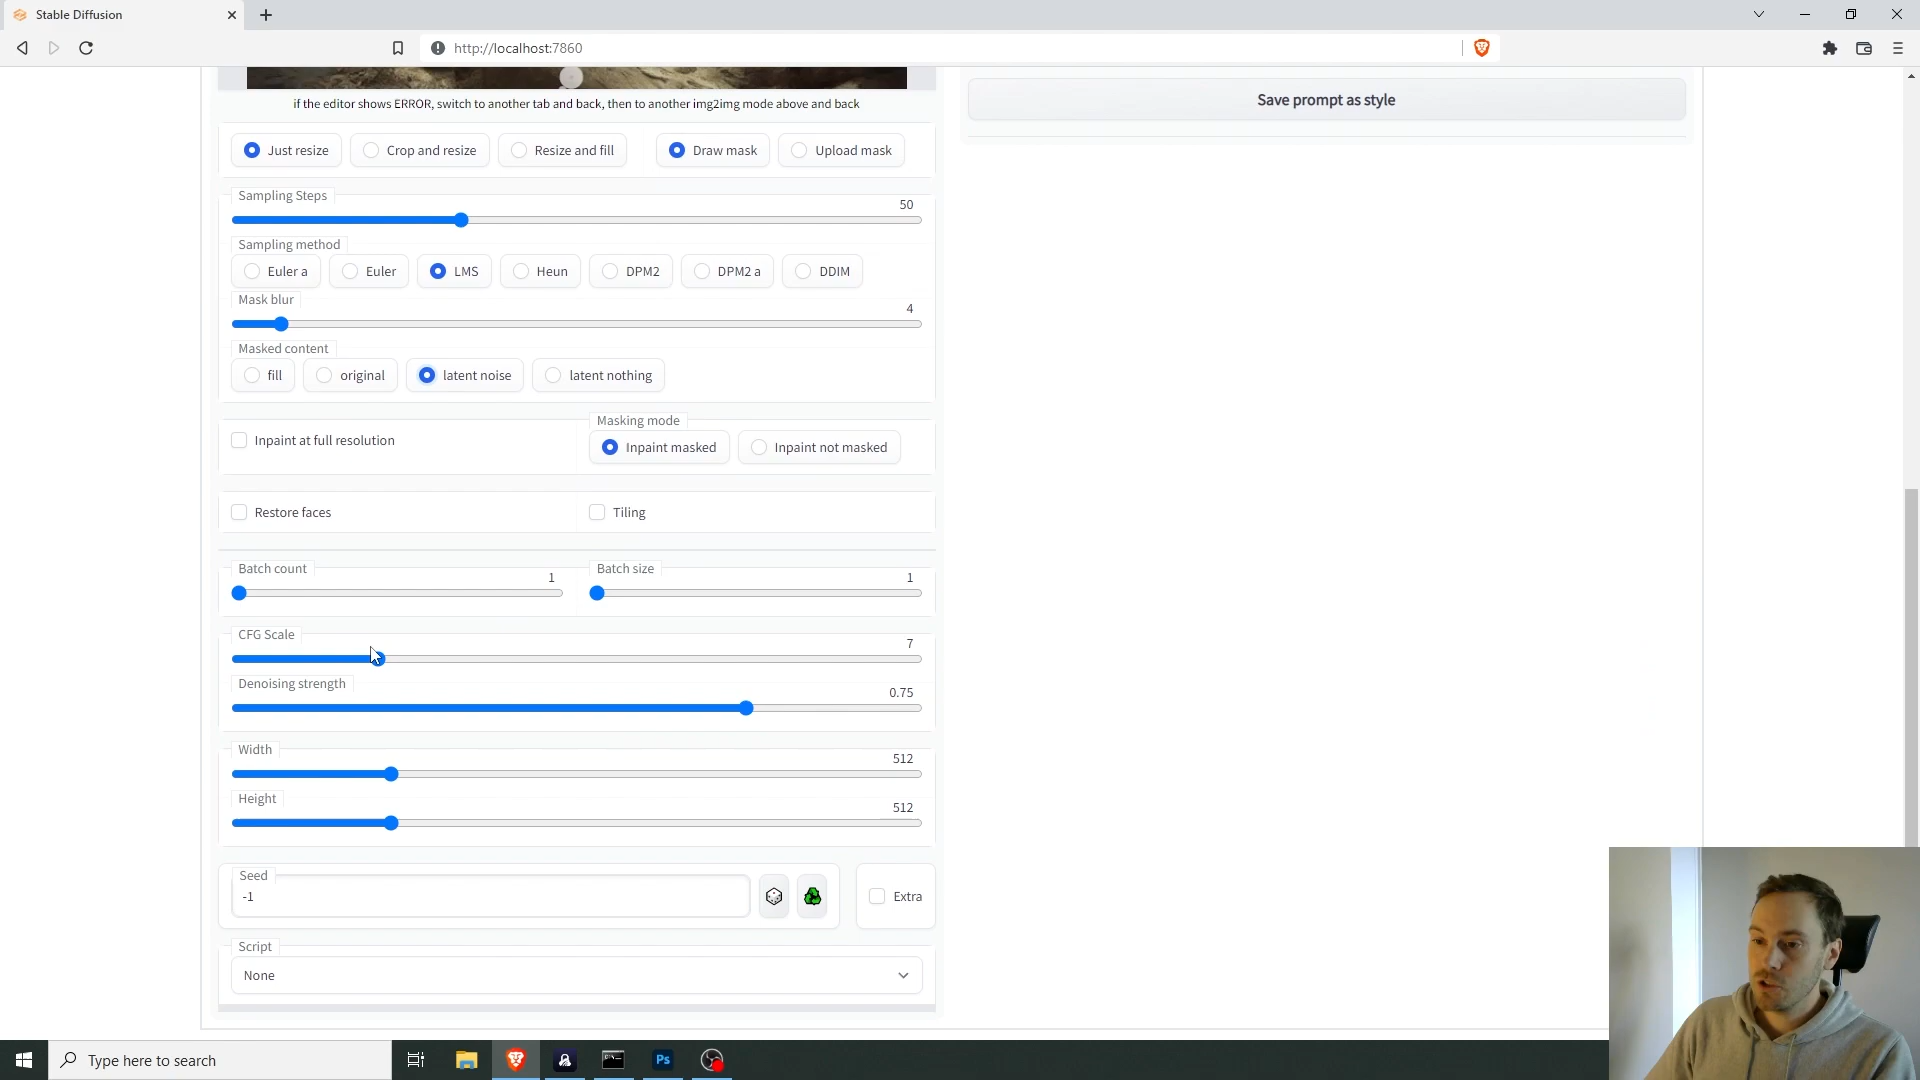 Stable Diffusion
http://localhost:7860
if the editor shows ERROR, switch to another tab and back, then to another img2img mode above and back
Save prompt as style
Just resize
Crop and resize
Resize and fill
Draw mask
Upload mask
Sampling Steps
50
Sampling method
Euler a
Euler
LMS
Heun
DPM2
DPM2 a
DDIM
Mask blur
4
Masked content
fill
original
latent noise
latent nothing
Inpaint at full resolution
Masking mode
Inpaint masked
Inpaint not masked
Restore faces
Tiling
Batch count
1
Batch size
1
CFG Scale
7
Denoising strength
0.75
Width
512
Height
512
Seed
-1
Extra
Script
None
Type here to search
Ps